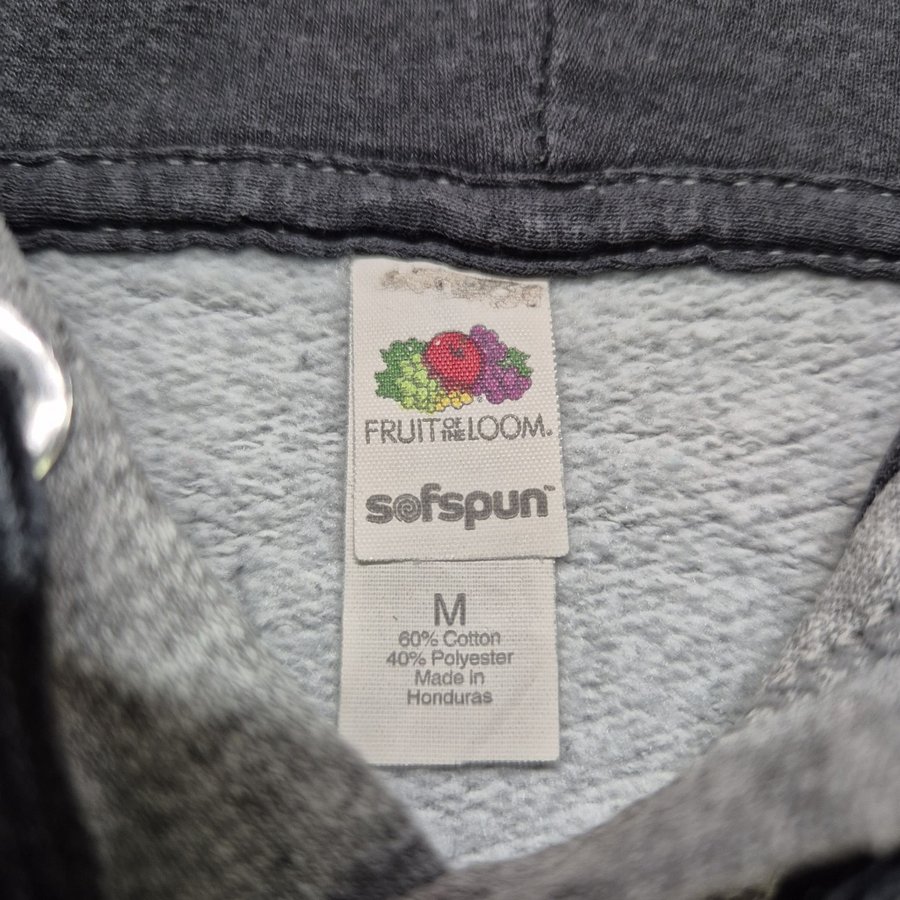 FRUIT OF THE LOOM.
sofspun™
M
60% Cotton
40% Polyester
Made in
Honduras